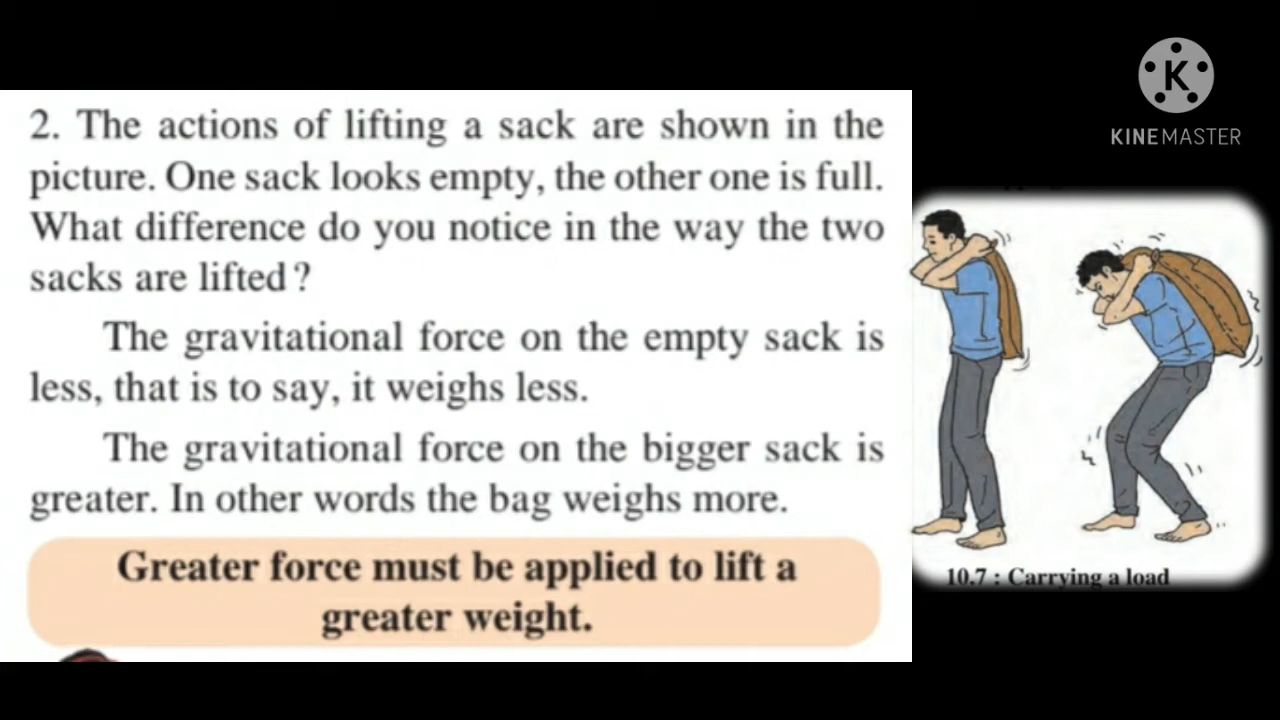 2. The actions of lifting a sack are shown in the
picture. One sack looks empty, the other one is full.
What difference do you notice in the way the two
sacks are lifted ?
The gravitational force on the empty sack is
less, that is to say, it weighs less.
The gravitational force on the bigger sack is
greater. In other words the bag weighs more.
Greater force must be applied to lift a
greater weight.
K
KINEMASTER
10.7 : Carrying a load